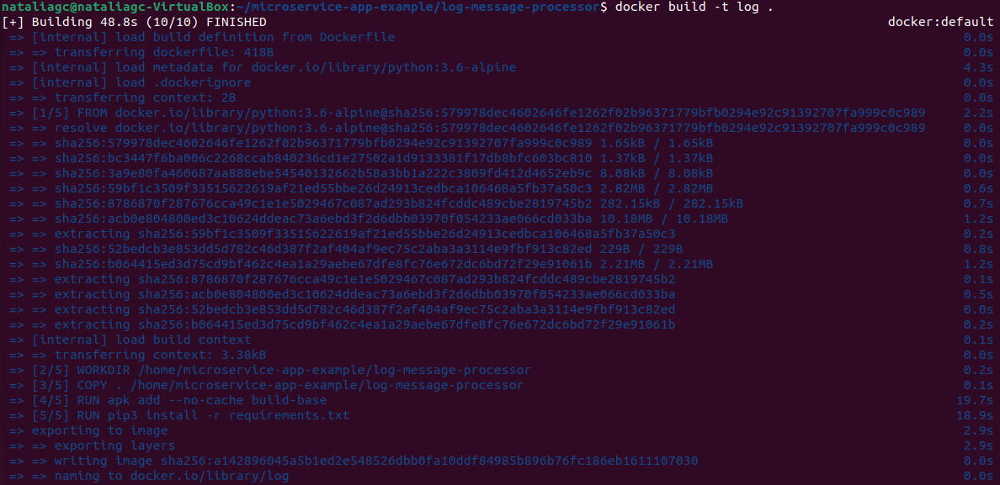 nataliagc@nataliagc-VirtualBox:~/microservice-app-example/log-message-processor$ docker build -t log .
[+] Building 48.8s (10/10) FINISHED docker:default
=> [internal] load build definition from Dockerfile 0.0s
=> => transferring dockerfile: 418B 0.0s
=> [internal] load metadata for docker.io/library/python:3.6-alpine 4.3s
=> [internal] load .dockerignore 0.0s
=> => transferring context: 2B 0.0s
=> [1/5] FROM docker.io/library/python:3.6-alpine@sha256:579978dec4602646fe1262f02b96371779bfb0294e92c91392707fa999c0c989 2.2s
=> => resolve docker.io/library/python:3.6-alpine@sha256:579978dec4602646fe1262f02b96371779bfb0294e92c91392707fa999c0c989 0.0s
=> => sha256:579978dec4602646fe1262f02b96371779bfb0294e92c91392707fa999c0c989 1.65kB / 1.65kB 0.0s
=> => sha256:bc3447f6ba006c2268ccab840236cd1e27502a1d9133381f17db8bfc603bc810 1.37kB / 1.37kB 0.0s
=> => sha256:3a9e80fa460687aa888ebe54540132662b58a3bb1a222c3809fd412d4652eb9c 8.08kB / 8.08kB 0.0s
=> => sha256:59bf1c3509f33515622619af21ed55bbe26d24913cedbca106468a5fb37a50c3 2.82MB / 2.82MB 0.6s
=> => sha256:8786870f287676cca49c1e1e5029467c087ad293b824fcddc489cbe2819745b2 282.15kB / 282.15kB 0.7s
=> => sha256:acb0e804800ed3c10624ddeac73a6ebd3f2d6dbb03970f054233ae066cd033ba 10.18MB / 10.18MB 1.2s
=> => extracting sha256:59bf1c3509f33515622619af21ed55bbe26d24913cedbca106468a5fb37a50c3 0.2s
=> => sha256:52bedcb3e853dd5d782c46d387f2af404af9ec75c2aba3a3114e9fbf913c82ed 229B / 229B 0.8s
=> => sha256:b064415ed3d75cd9bf462c4ea1a29aebe67dfe8fc76e672dc6bd72f29e91061b 2.21MB / 2.21MB 1.2s
=> => extracting sha256:8786870f287676cca49c1e1e5029467c087ad293b824fcddc489cbe2819745b2 0.1s
=> => extracting sha256:acb0e804800ed3c10624ddeac73a6ebd3f2d6dbb03970f054233ae066cd033ba 0.5s
=> => extracting sha256:52bedcb3e853dd5d782c46d387f2af404af9ec75c2aba3a3114e9fbf913c82ed 0.0s
=> => extracting sha256:b064415ed3d75cd9bf462c4ea1a29aebe67dfe8fc76e672dc6bd72f29e91061b 0.2s
=> [internal] load build context 0.1s
=> => transferring context: 3.38kB 0.0s
=> [2/5] WORKDIR /home/microservice-app-example/log-message-processor 0.2s
=> [3/5] COPY . /home/microservice-app-example/log-message-processor 0.1s
=> [4/5] RUN apk add --no-cache build-base 19.7s
=> [5/5] RUN pip3 install -r requirements.txt 18.9s
=> exporting to image 2.9s
=> => exporting layers 2.9s
=> => writing image sha256:a142896045a5b1ed2e548526dbb0fa10ddf84985b896b76fc186eb1611107030 0.0s
=> => naming to docker.io/library/log 0.0s